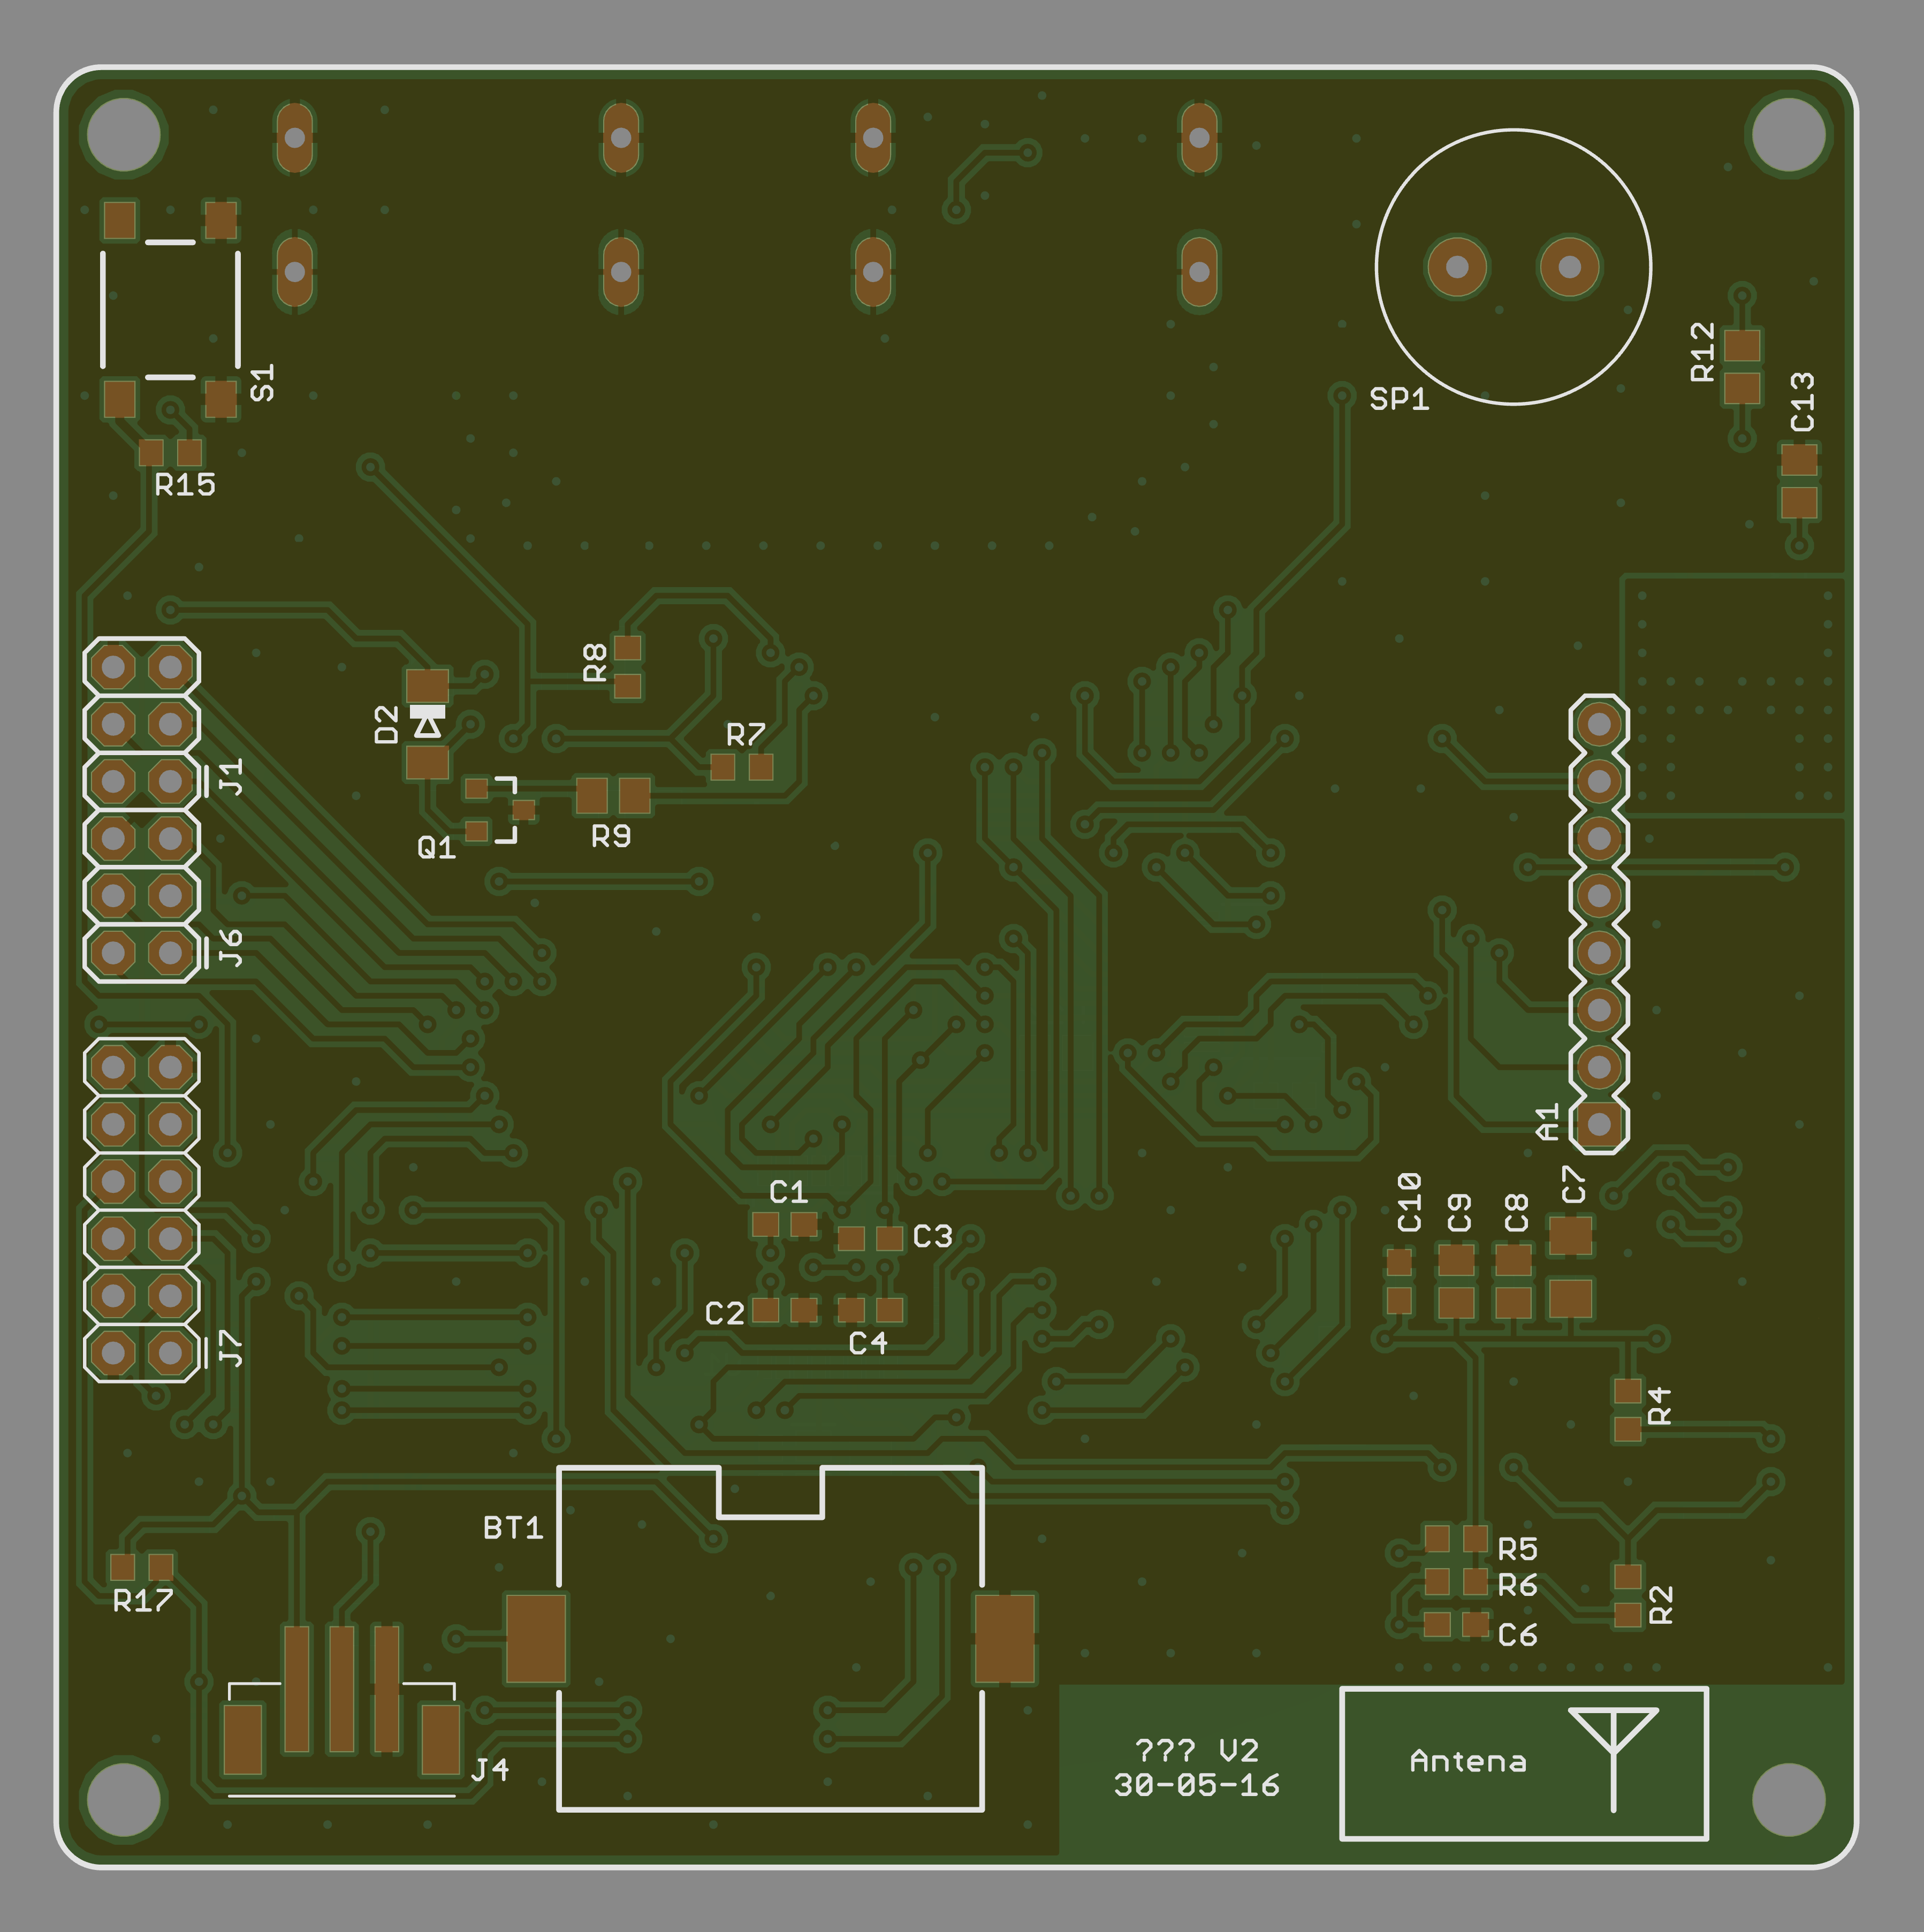 R12
C13
S1
SP1
R15
R8
D2
R7
J1
Q1
R9
J6
A1
C1
C10
C9
C8
C7
C3
C2
C4
J7
R4
BT1
R5
R6
R17
R2
C6
??? V2
Antena
J4
30-05-16